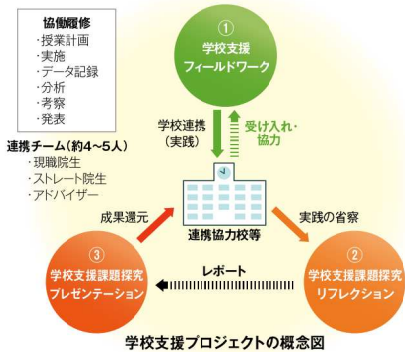 協働履修
・授業計画
・実施
・データ記録
・分析
・考察
・発表
連携チーム(約4〜5人)
・現職院生
・ストレート院生
・アドバイザー
①
学校支援
フィールドワーク
学校連携
(実践)
受け入れ・
協力
連携協力校等
成果還元
実践の省察
③
学校支援課題探究
プレゼンテーション
レポート
②
学校支援課題探究
リフレクション
学校支援プロジェクトの概念図